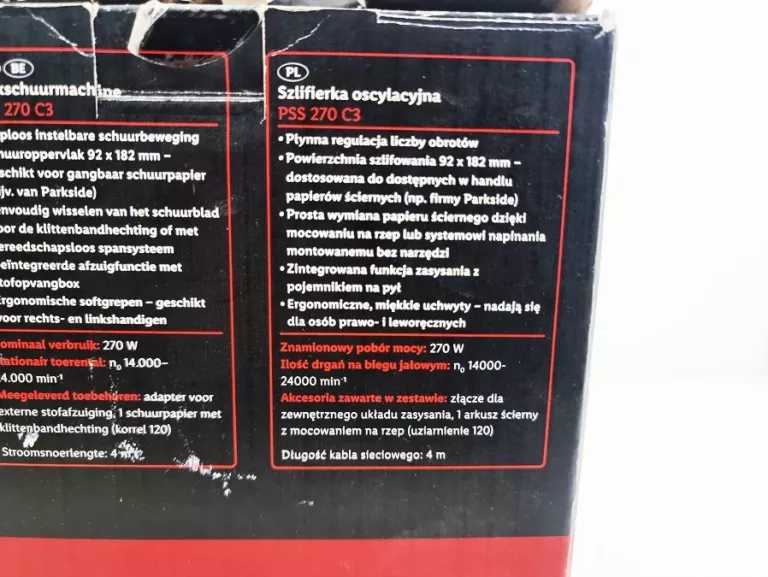 BE
270 C3
instelbare schuurbeweging
92 x 182 mm –
voor gangbaar schuurpapier
van Parkside)
wisselen van het schuurblad
de klittenbandhechting of met
spansysteem
afzuigfunctie met
Ergonomische softgrepen – geschikt
voor rechts- en linkshandigen
verbruik: 270 W
toerental: n₀ 14.000–
min⁻¹
Meegeleverd toebehoren: adapter voor
externe stofafzuiging, 1 schuurpapier met
klittenbandhechting (korrel 120)
Stroomsnoerlengte: 4 m
PL
Szlifierka oscylacyjna
PSS 270 C3
• Płynna regulacja liczby obrotów
• Powierzchnia szlifowania 92 x 182 mm –
dostosowana do dostępnych w handlu
papierów ściernych (np. firmy Parkside)
• Prosta wymiana papieru ściernego dzięki
mocowaniu na rzep lub systemowi napinania
montowanemu bez narzędzi
• Zintegrowana funkcja zasysania z
pojemnikiem na pył
• Ergonomiczne, miękkie uchwyty – nadają się
dla osób prawo- i leworęcznych
Znamionowy pobór mocy: 270 W
Ilość drgań na biegu jałowym: n₀ 14000-
24000 min⁻¹
Akcesoria zawarte w zestawie: złącze dla
zewnętrznego układu zasysania, 1 arkusz ścierny
z mocowaniem na rzep (uziarnienie 120)
Długość kabla sieciowego: 4 m